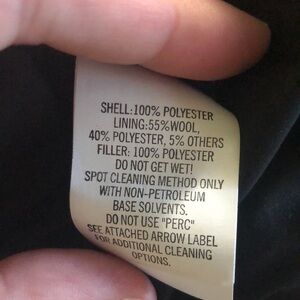 SHELL:100% POLYESTER
LINING:55%WOOL,
40% POLYESTER, 5% OTHERS
FILLER: 100% POLYESTER
DO NOT GET WET!
SPOT CLEANING METHOD ONLY
WITH NON-PETROLEUM
BASE SOLVENTS.
DO NOT USE "PERC"
SEE ATTACHED ARROW LABEL
FOR ADDITIONAL CLEANING
OPTIONS.